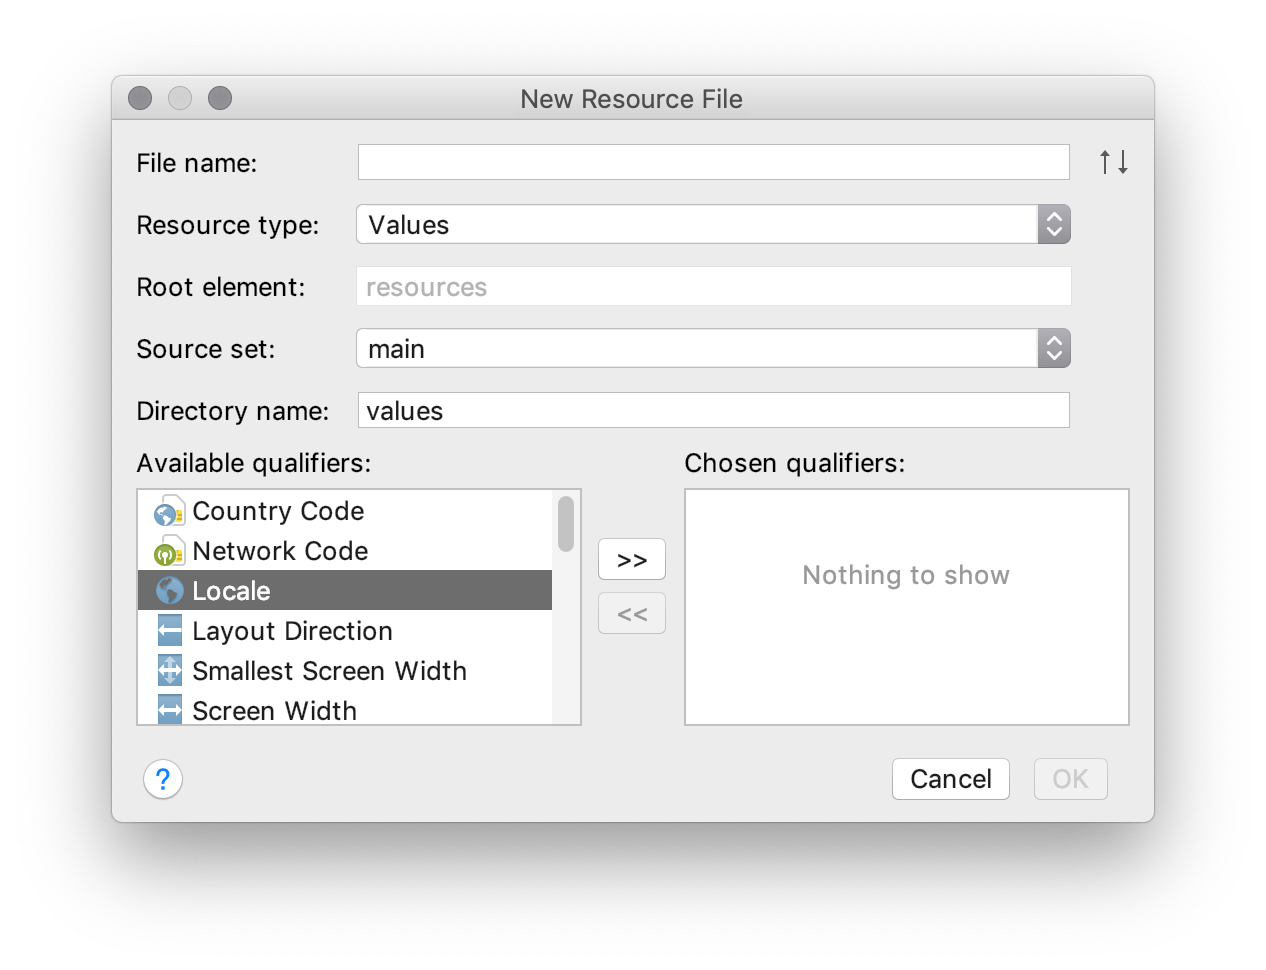 New Resource File
File name:
Resource type: Values
Root element: resources
Source set: main
Directory name: values
Available qualifiers:
Country Code
Network Code
Locale
Layout Direction
Smallest Screen Width
Screen Width
>>
<<
Chosen qualifiers:
Nothing to show
?
Cancel
OK